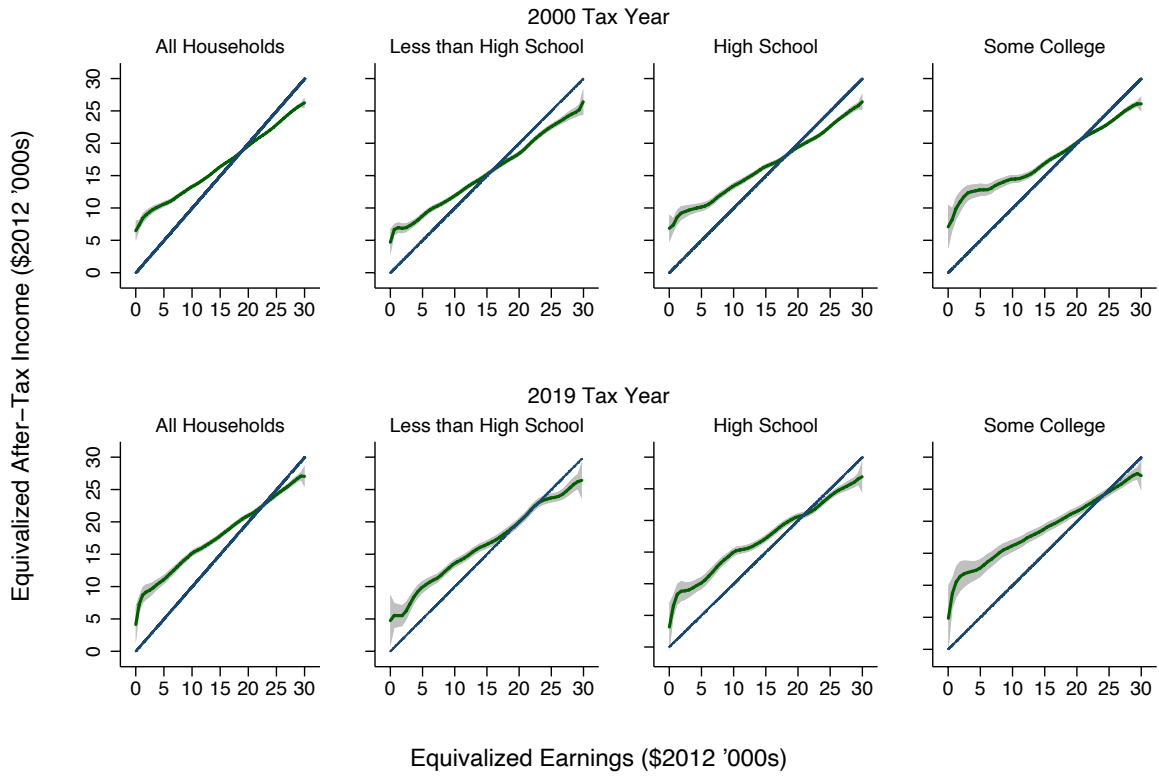 2000 Tax Year
All Households
Less than High School
High School
Some College
30
25
20
15
10
5
0
0 5 10 15 20 25 30
0 5 10 15 20 25 30
0 5 10 15 20 25 30
0 5 10 15 20 25 30
Equivalized After−Tax Income ($2012 ’000s)
2019 Tax Year
All Households
Less than High School
High School
Some College
30
25
20
15
10
5
0
0 5 10 15 20 25 30
0 5 10 15 20 25 30
0 5 10 15 20 25 30
0 5 10 15 20 25 30
Equivalized Earnings ($2012 ’000s)